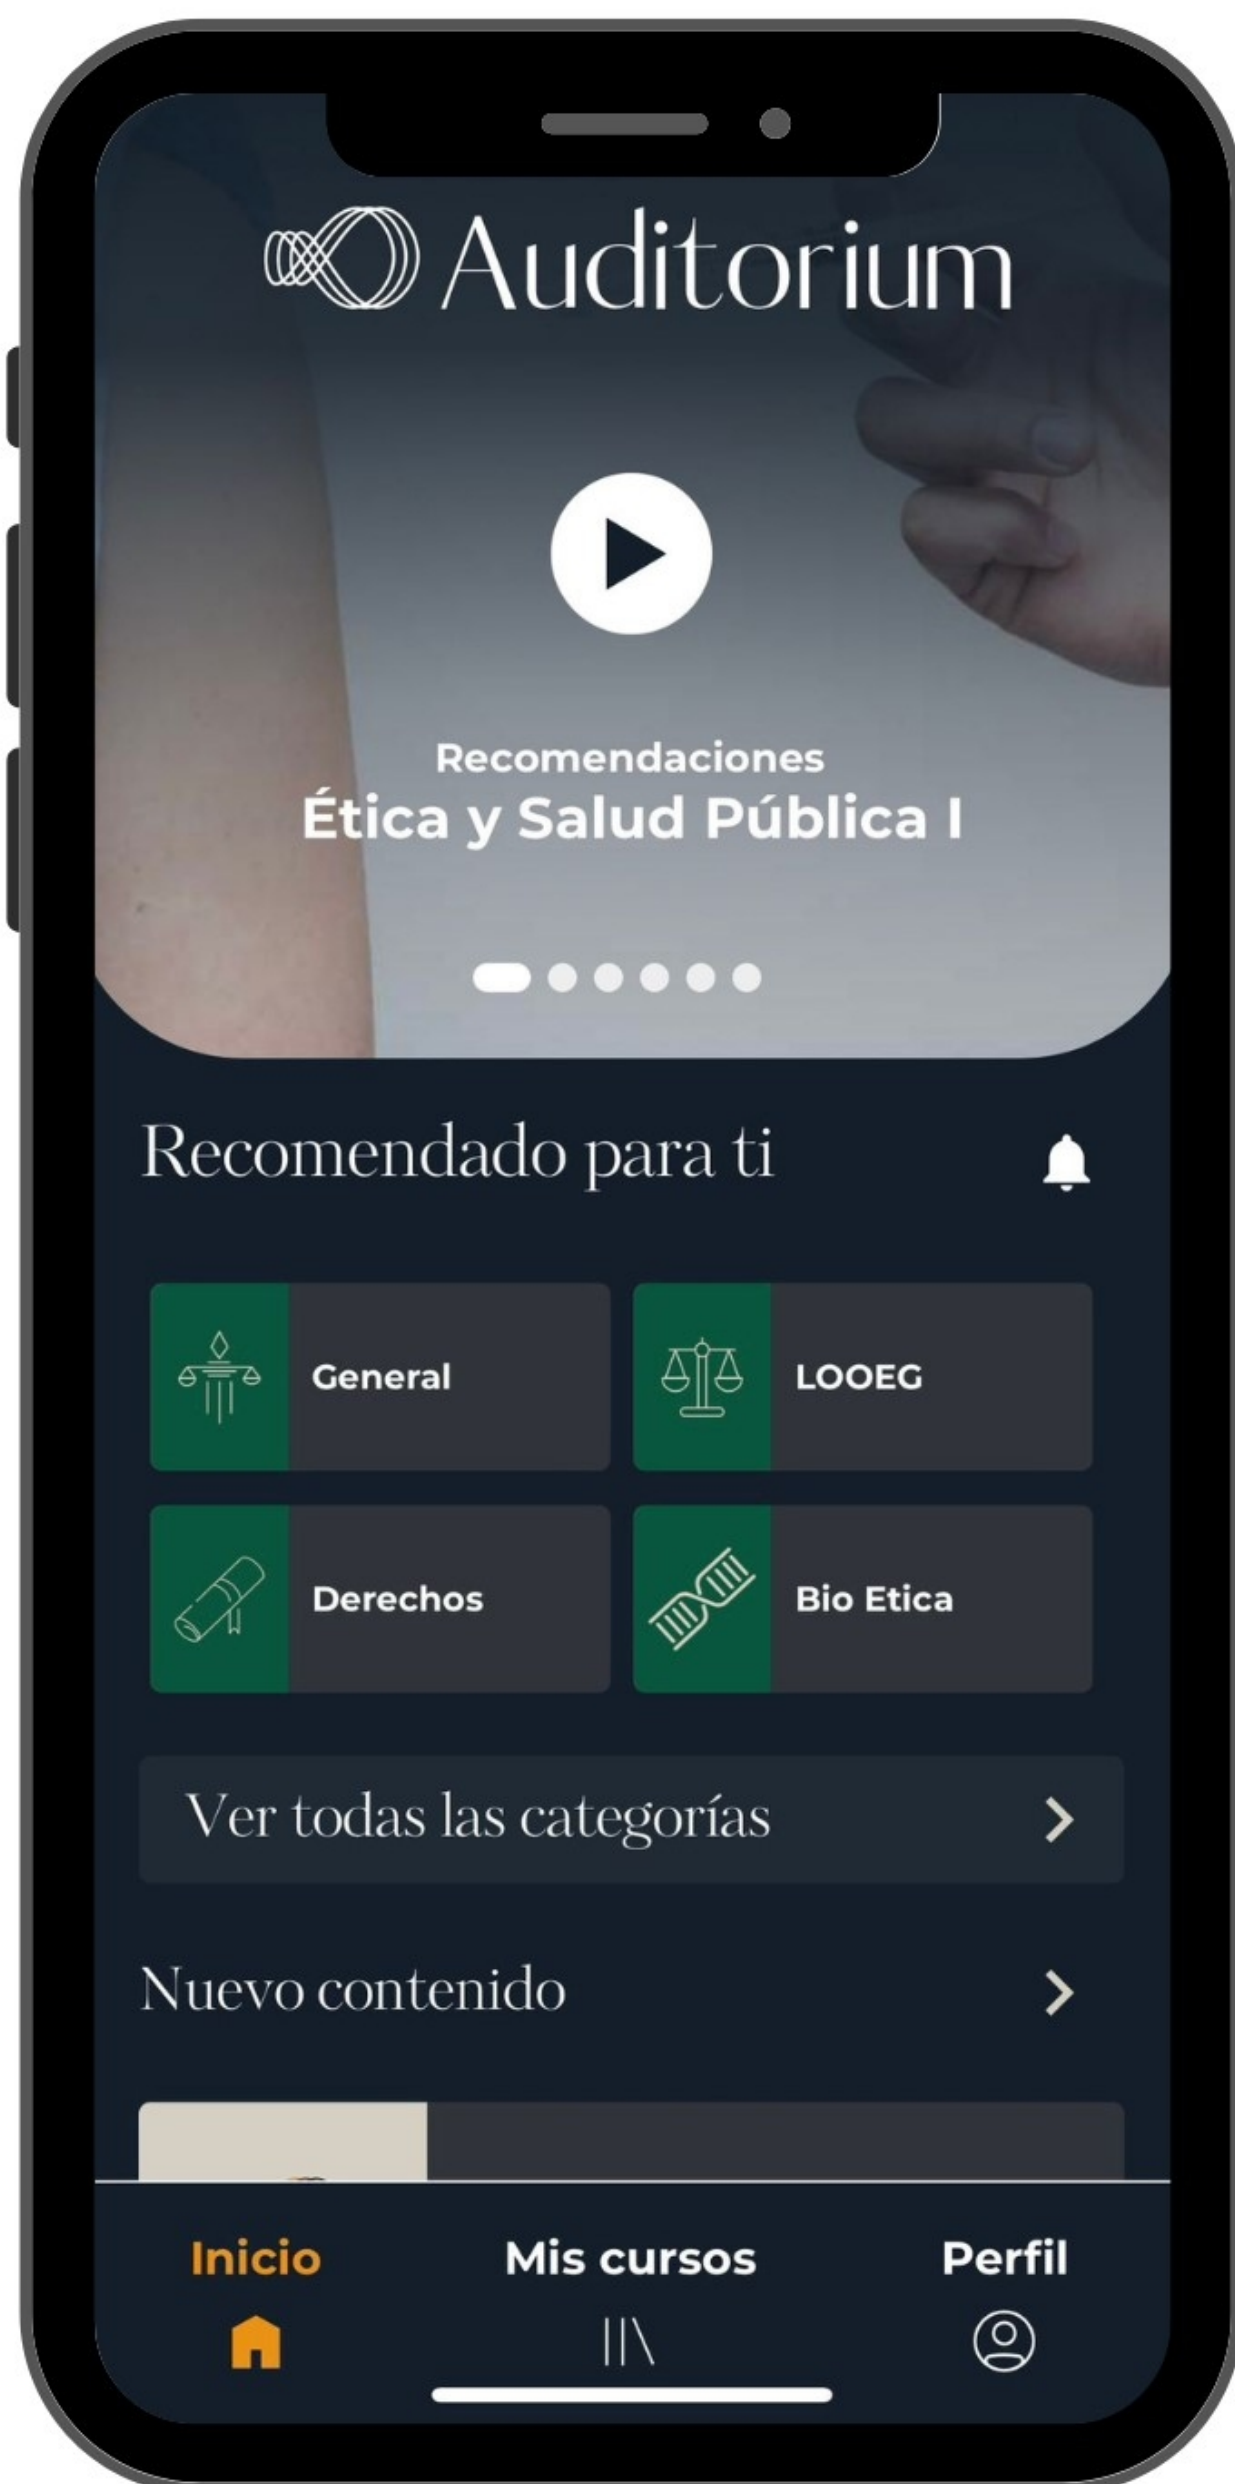 Auditorium
Recomendaciones
Ética y Salud Pública I
Recomendado para ti
General
LOOEG
Derechos
Bio Etica
Ver todas las categorías
Nuevo contenido
Inicio
Mis cursos
Perfil